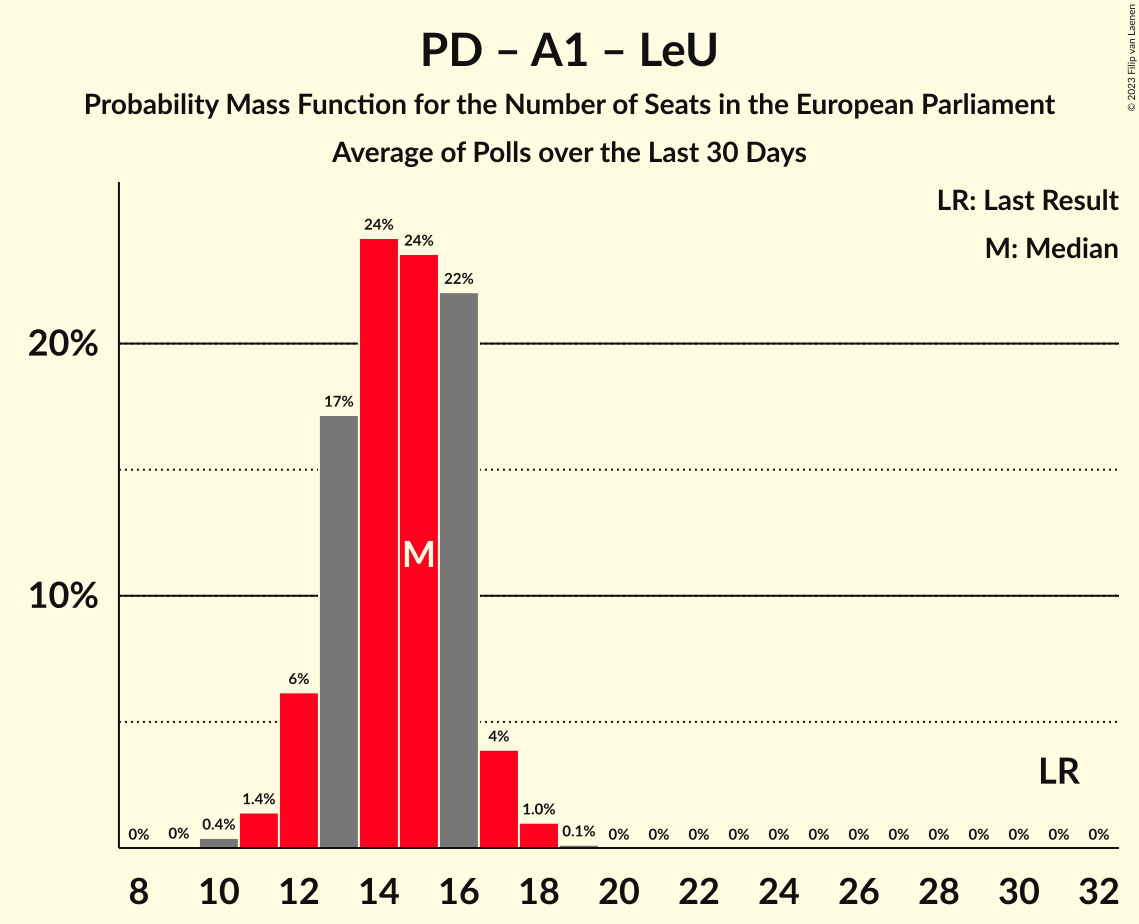 PD – A1 – LeU
Probability Mass Function for the Number of Seats in the European Parliament
Average of Polls over the Last 30 Days
© 2023 Filip van Laenen
LR: Last Result
M: Median
24%
24%
22%
20%
17%
M
10%
6%
4%
LR
1.4%
1.0%
0% 0% 0.4% 0.1% 0% 0% 0% 0% 0% 0% 0% 0% 0% 0% 0% 0% 0%
8 10 12 14 16 18 20 22 24 26 28 30 32